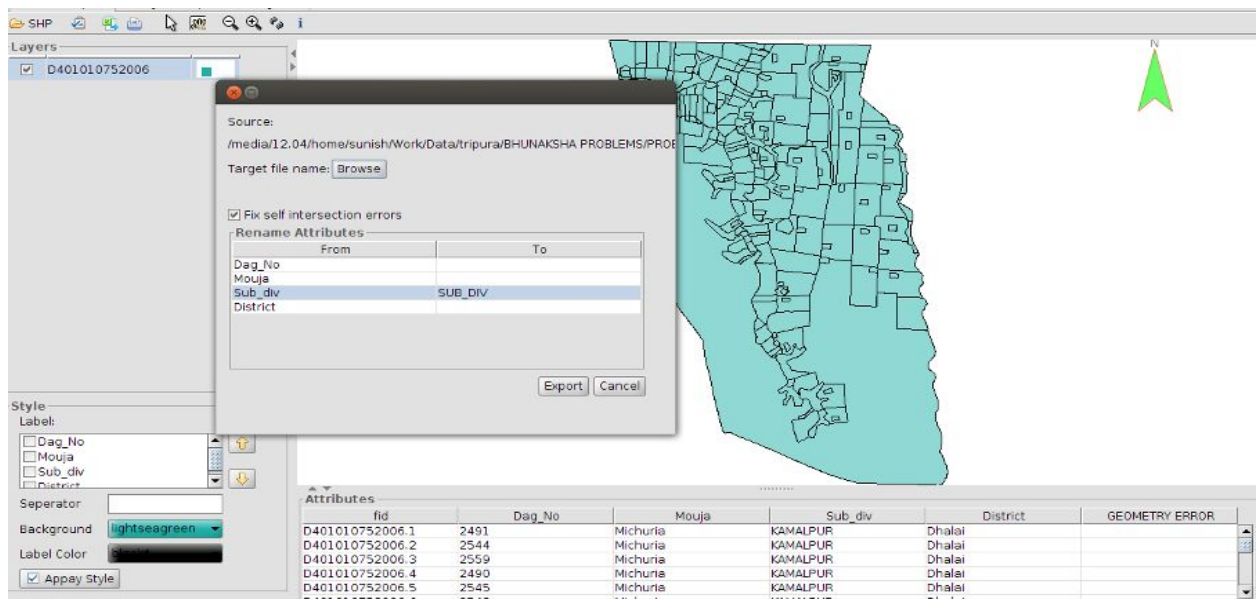 SHP
i
Layers
D401010752006
N
Source:
/media/12.04/home/sunish/Work/Data/tripura/BHUNAKSHA PROBLEMS/PROB
Target file name: Browse
Fix self intersection errors
Rename Attributes
From To
Dag_No
Mouja
Sub_div SUB_DIV
District
Export Cancel
Style
Label:
Dag_No
Mouja
Sub_div
District
Seperator
Background lightseagreen
Label Color
Appay Style
Attributes
fid Dag_No Mouja Sub_div District GEOMETRY ERROR
D401010752006.1 2491 Michuria KAMALPUR Dhalai
D401010752006.2 2544 Michuria KAMALPUR Dhalai
D401010752006.3 2559 Michuria KAMALPUR Dhalai
D401010752006.4 2490 Michuria KAMALPUR Dhalai
D401010752006.5 2545 Michuria KAMALPUR Dhalai